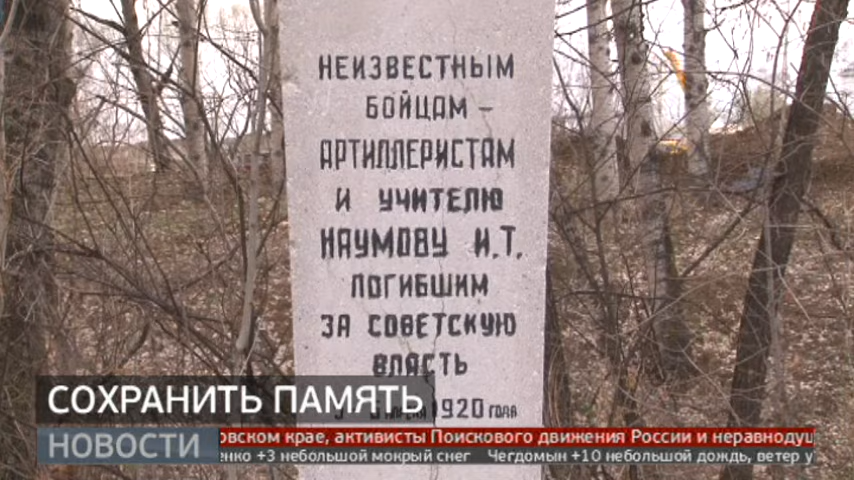 НЕИЗВЕСТНЫМ
БОЙЦАМ –
АРТИЛЛЕРИСТАМ
И УЧИТЕЛЮ
НАУМОВУ И.Т.
ПОГИБШИМ
ЗА СОВЕТСКУЮ
ВЛАСТЬ
АПРЕЛЯ 1920 ГОДА
СОХРАНИТЬ ПАМЯТЬ
НОВОСТИ
овском крае, активисты Поискового движения России и неравнодуш
енко +3 небольшой мокрый снег Чегдомын +10 небольшой дождь, ветер у